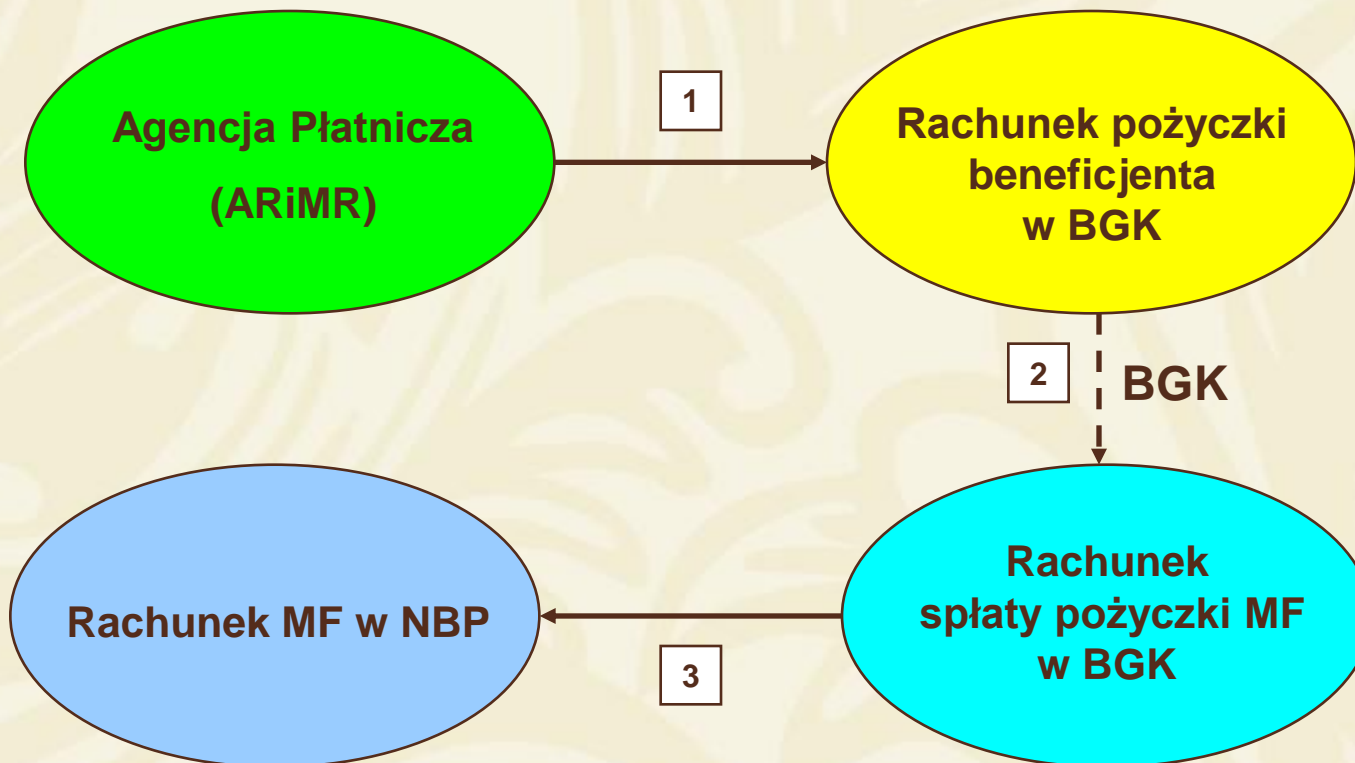 Agencja Płatnicza
(ARiMR)
1
Rachunek pożyczki
beneficjenta
w BGK
2
BGK
Rachunek
spłaty pożyczki MF
w BGK
3
Rachunek MF w NBP